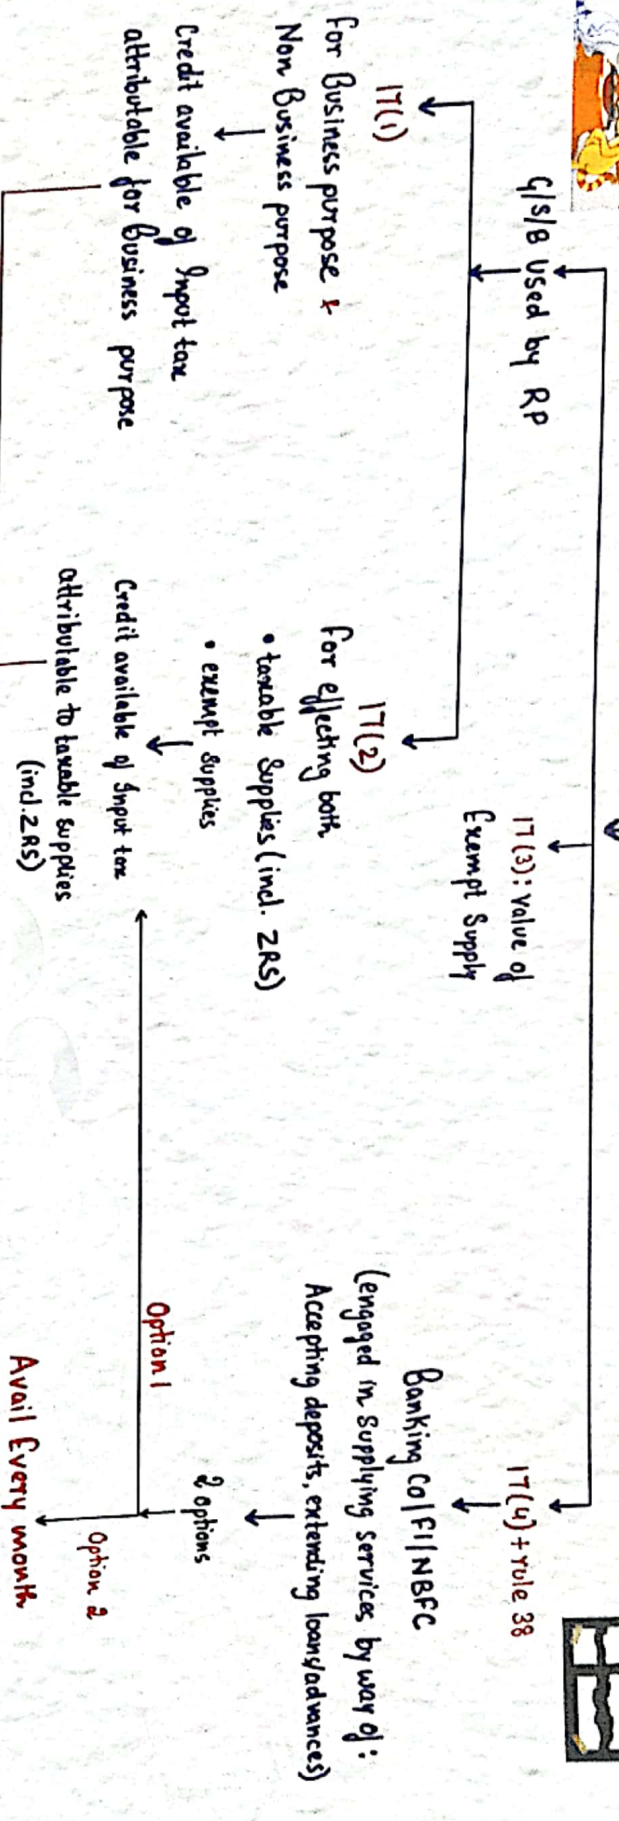 G/S/B Used by RP
17(1)
for Business purpose &
Non Business purpose
Credit available of Input tax
attributable for Business purpose
17(2)
for effecting both
• taxable Supplies (incl. ZRS)
• exempt Supplies
Credit available of Input tax
attributable to taxable supplies
(incl. ZRS)
17(3): value of
Exempt Supply
17(4) + rule 38
Banking Co/FI/NBFC
(engaged in Supplying services, by way of:
Accepting deposits, extending loans/advances)
2 options
Option 1
Option 2
Avail Every month